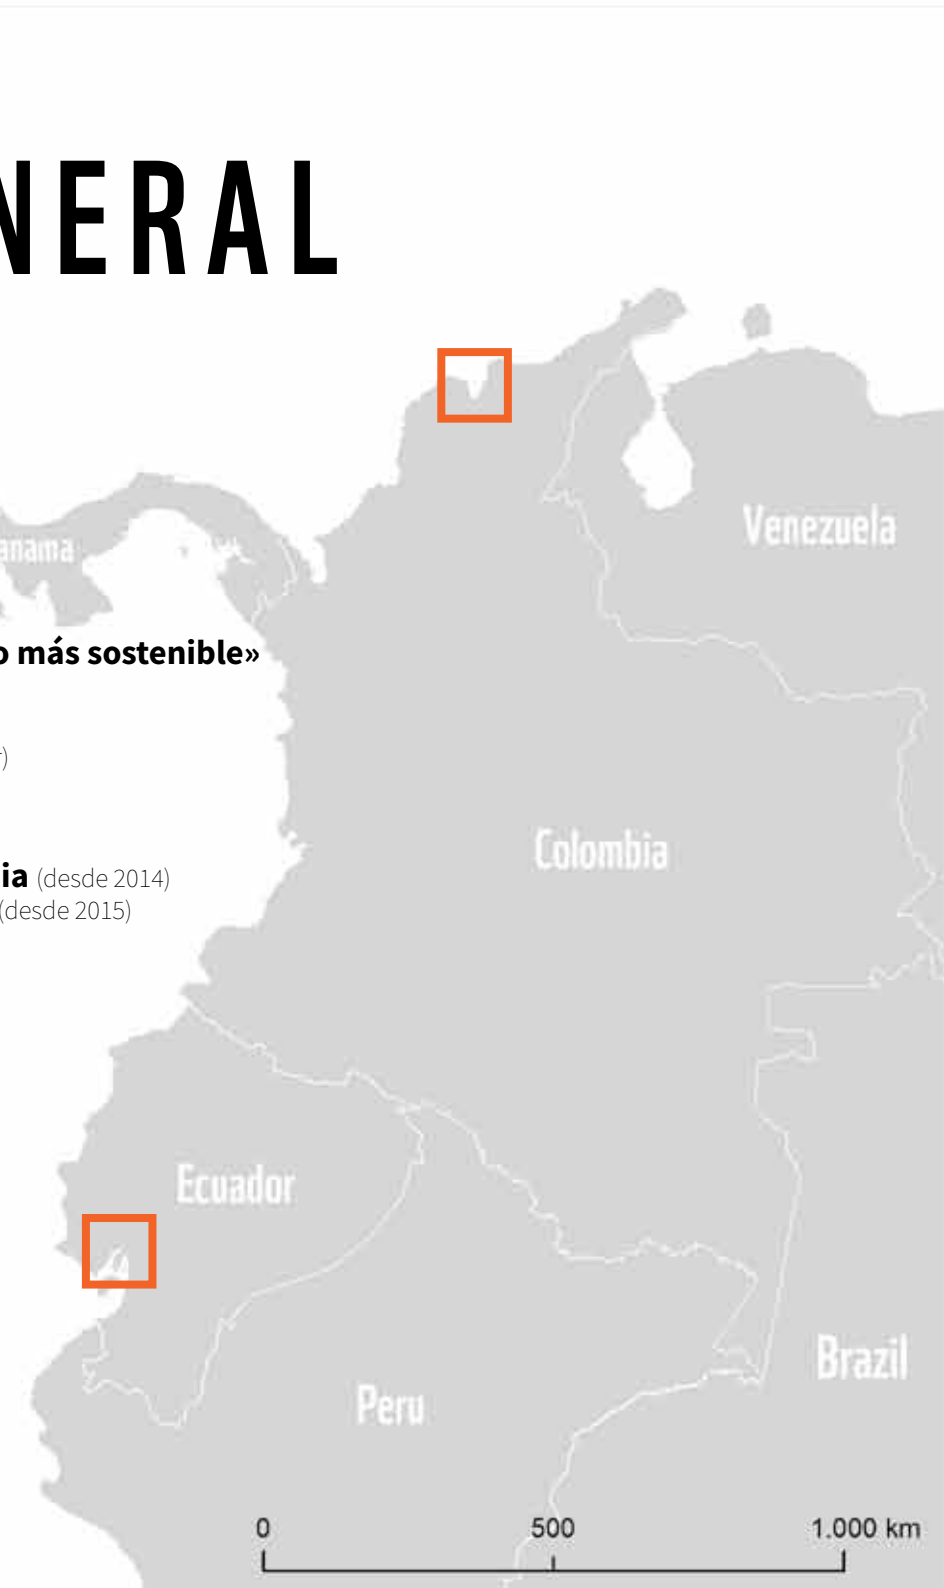 NERAL
Venezuela
anama
o más sostenible»
r)
Colombia
ia (desde 2014)
(desde 2015)
Ecuador
Brazil
Peru
0 500 1.000 km